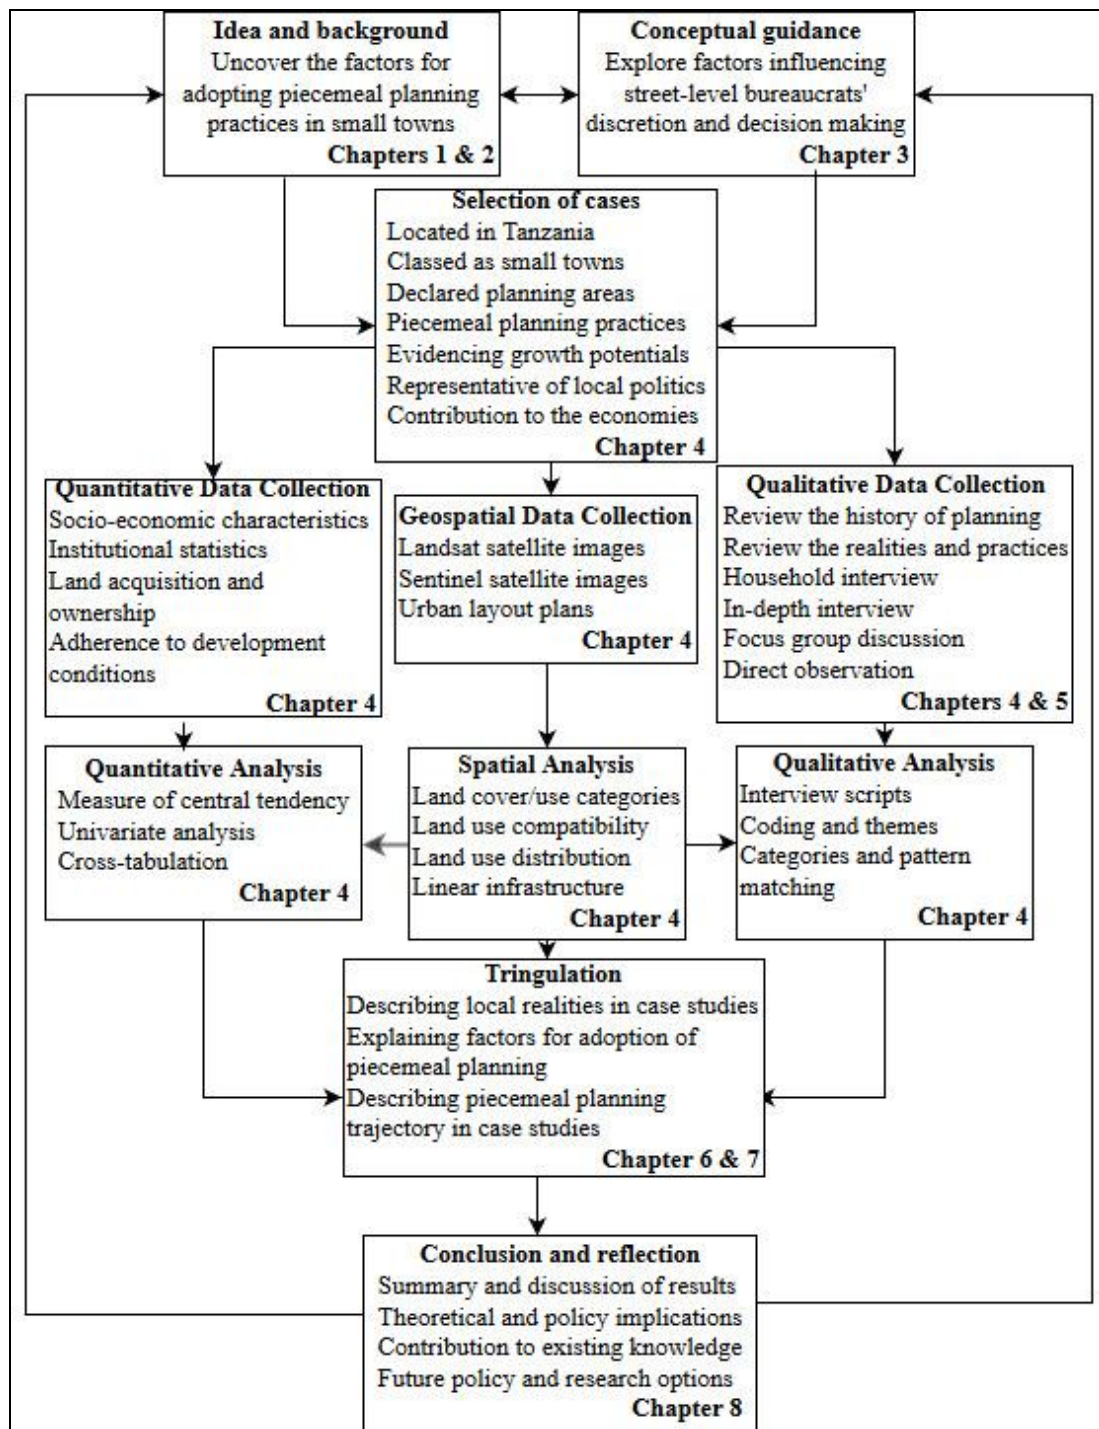 Idea and background
Uncover the factors for
adopting piecemeal planning
practices in small towns
Chapters 1 & 2
Conceptual guidance
Explore factors influencing
street-level bureaucrats'
discretion and decision making
Chapter 3
Selection of cases
Located in Tanzania
Classed as small towns
Declared planning areas
Piecemeal planning practices
Evidencing growth potentials
Representative of local politics
Contribution to the economies
Chapter 4
Quantitative Data Collection
Socio-economic characteristics
Institutional statistics
Land acquisition and
ownership
Adherence to development
conditions
Chapter 4
Geospatial Data Collection
Landsat satellite images
Sentinel satellite images
Urban layout plans
Chapter 4
Qualitative Data Collection
Review the history of planning
Review the realities and practices
Household interview
In-depth interview
Focus group discussion
Direct observation
Chapters 4 & 5
Quantitative Analysis
Measure of central tendency
Univariate analysis
Cross-tabulation
Chapter 4
Spatial Analysis
Land cover/use categories
Land use compatibility
Land use distribution
Linear infrastructure
Chapter 4
Qualitative Analysis
Interview scripts
Coding and themes
Categories and pattern
matching
Chapter 4
Tringulation
Describing local realities in case studies
Explaining factors for adoption of
piecemeal planning
Describing piecemeal planning
trajectory in case studies
Chapter 6 & 7
Conclusion and reflection
Summary and discussion of results
Theoretical and policy implications
Contribution to existing knowledge
Future policy and research options
Chapter 8